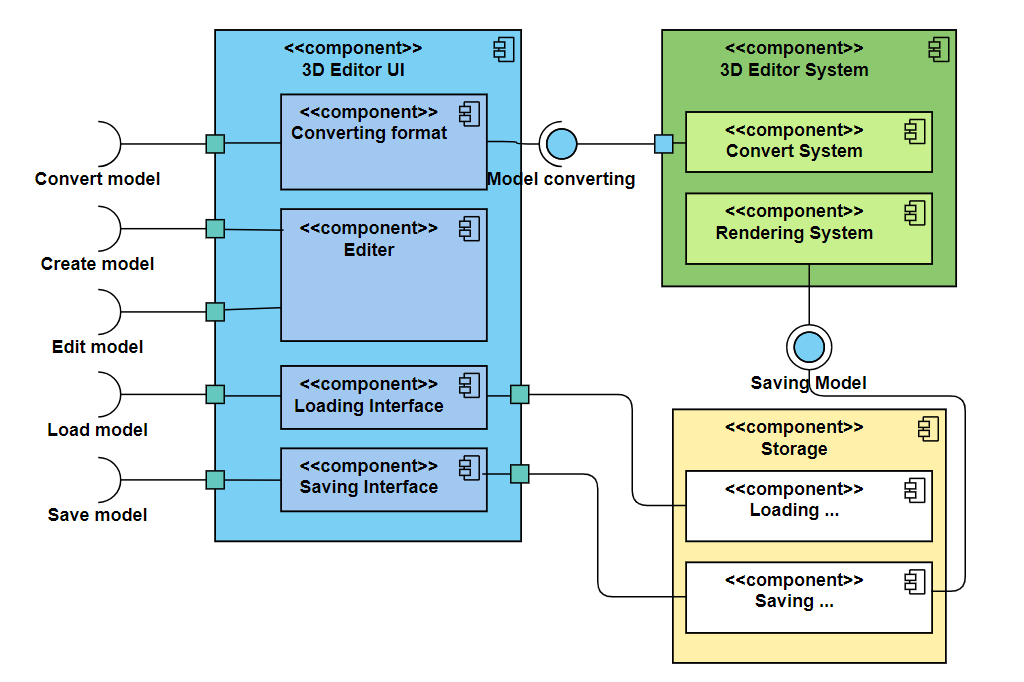 <<component>>
3D Editor UI
<<component>>
3D Editor System
<<component>>
Converting format
<<component>>
Convert System
Convert model
Model converting
<<component>>
Rendering System
<<component>>
Editer
Create model
Edit model
Saving Model
<<component>>
Loading Interface
Load model
<<component>>
Storage
<<component>>
Saving Interface
Save model
<<component>>
Loading ...
<<component>>
Saving ...